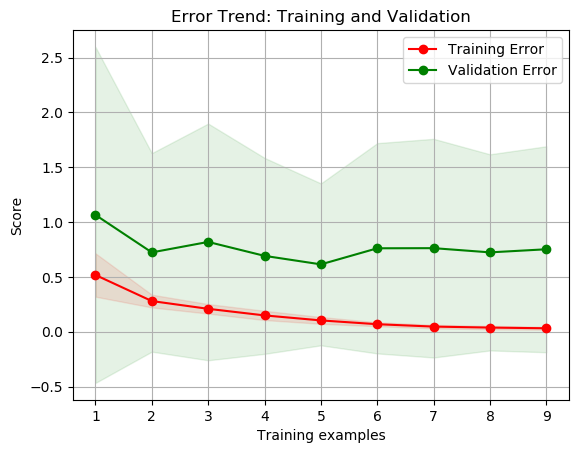 Error Trend: Training and Validation
Training Error
Validation Error
Score
2.5
2.0
1.5
1.0
0.5
0.0
−0.5
1 2 3 4 5 6 7 8 9
Training examples